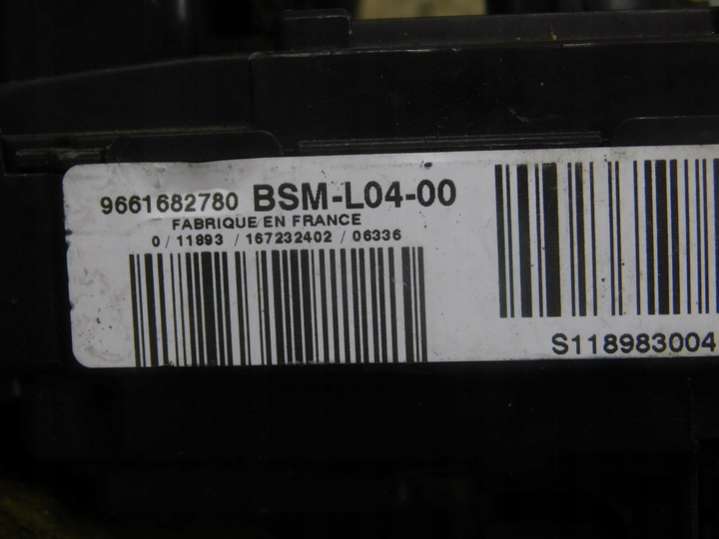 9661682780 BSM-L04-00
FABRIQUE EN FRANCE
0 / 11893 / 167232402 / 06336
S118983004